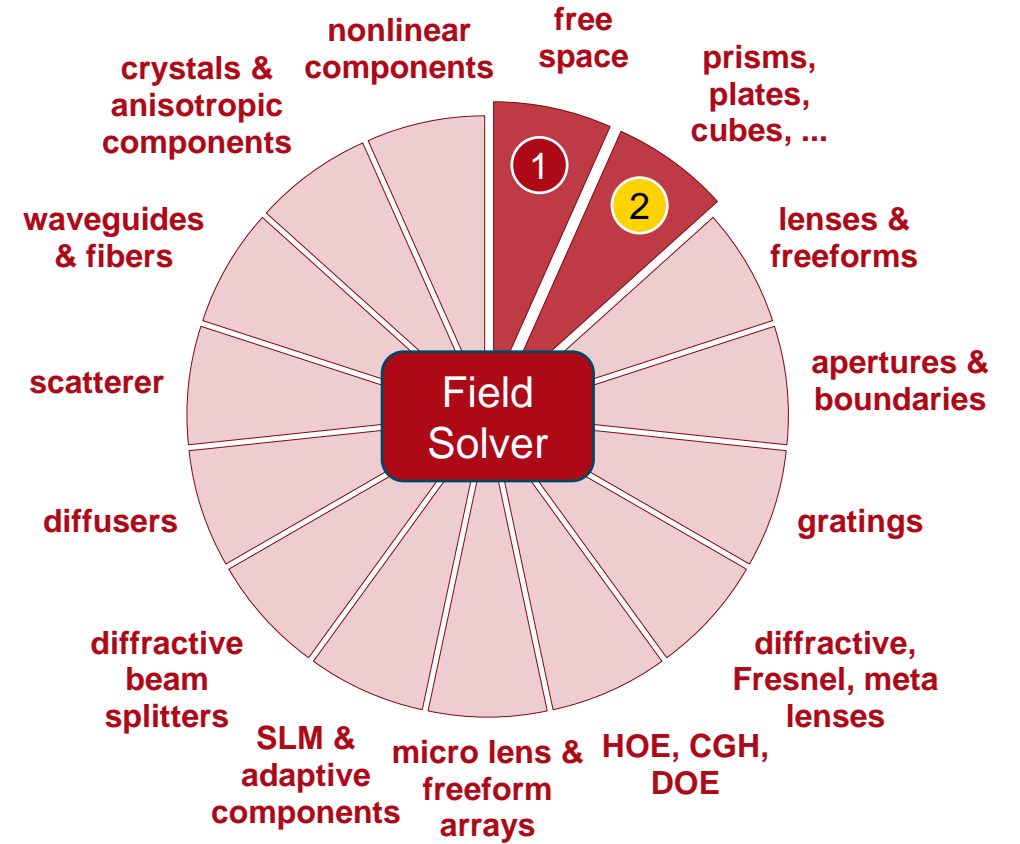 free
space
prisms,
plates,
cubes, ...
lenses &
freeforms
apertures &
boundaries
gratings
diffractive,
Fresnel, meta
lenses
HOE, CGH,
DOE
micro lens &
freeform
arrays
SLM &
adaptive
components
diffractive
beam
splitters
diffusers
scatterer
waveguides
& fibers
crystals &
anisotropic
components
nonlinear
components
1
2
Field
Solver